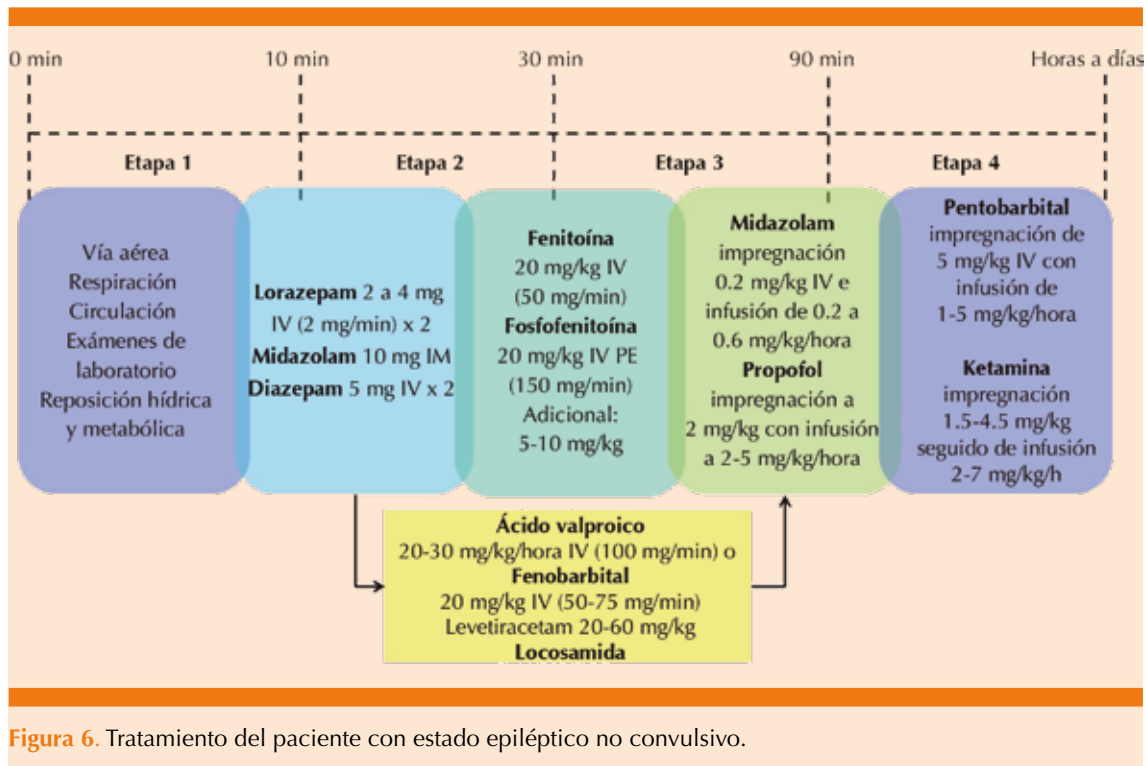 0 min
10 min
30 min
90 min
Horas a días
Etapa 1
Etapa 2
Etapa 3
Etapa 4
Vía aérea
Respiración
Circulación
Exámenes de
laboratorio
Reposición hídrica
y metabólica
Lorazepam 2 a 4 mg
IV (2 mg/min) x 2
Midazolam 10 mg IM
Diazepam 5 mg IV x 2
Fenitoína
20 mg/kg IV
(50 mg/min)
Fosfofenitoína
20 mg/kg IV PE
(150 mg/min)
Adicional:
5-10 mg/kg
Midazolam
impregnación
0.2 mg/kg IV e
infusión de 0.2 a
0.6 mg/kg/hora
Propofol
impregnación a
2 mg/kg con infusión
a 2-5 mg/kg/hora
Pentobarbital
impregnación de
5 mg/kg IV con
infusión de
1-5 mg/kg/hora
Ketamina
impregnación
1.5-4.5 mg/kg
seguido de infusión
2-7 mg/kg/h
Ácido valproico
20-30 mg/kg/hora IV (100 mg/min) o
Fenobarbital
20 mg/kg IV (50-75 mg/min)
Levetiracetam 20-60 mg/kg
Locosamida
Figura 6. Tratamiento del paciente con estado epiléptico no convulsivo.